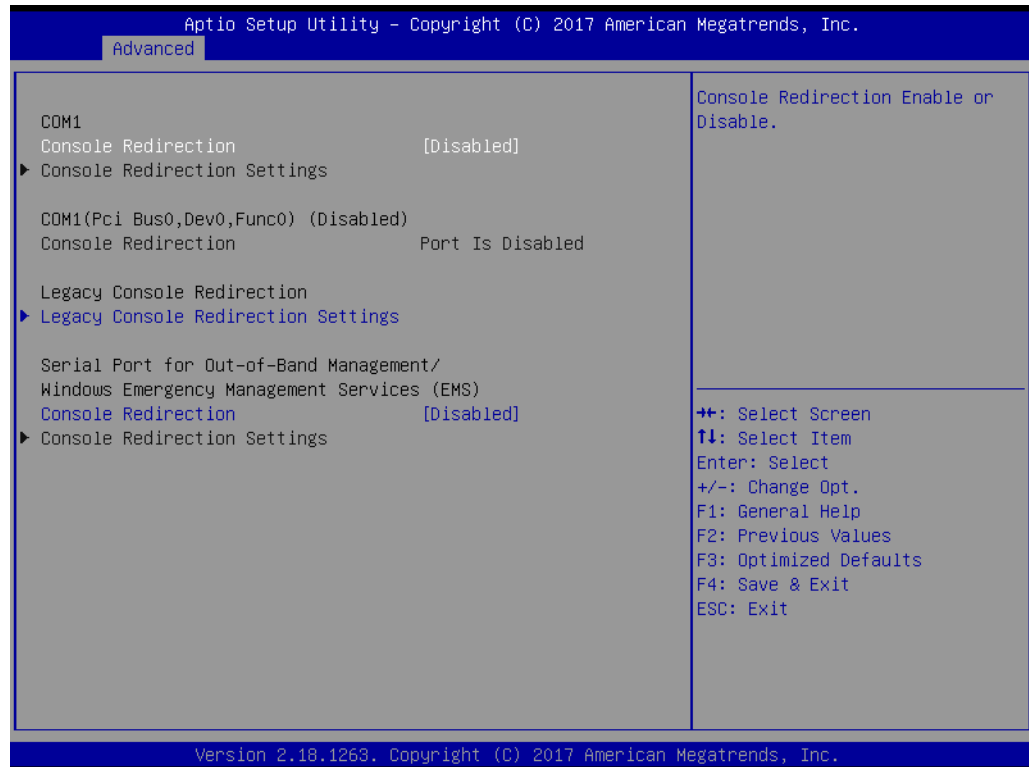 Aptio Setup Utility – Copyright (C) 2017 American Megatrends, Inc.
Advanced
COM1
Console Redirection [Disabled]
Console Redirection Settings
COM1(Pci Bus0,Dev0,Func0) (Disabled)
Console Redirection Port Is Disabled
Legacy Console Redirection
Legacy Console Redirection Settings
Serial Port for Out-of-Band Management/
Windows Emergency Management Services (EMS)
Console Redirection [Disabled]
Console Redirection Settings
Console Redirection Enable or
Disable.
→←: Select Screen
↑↓: Select Item
Enter: Select
+/-: Change Opt.
F1: General Help
F2: Previous Values
F3: Optimized Defaults
F4: Save & Exit
ESC: Exit
Version 2.18.1263. Copyright (C) 2017 American Megatrends, Inc.